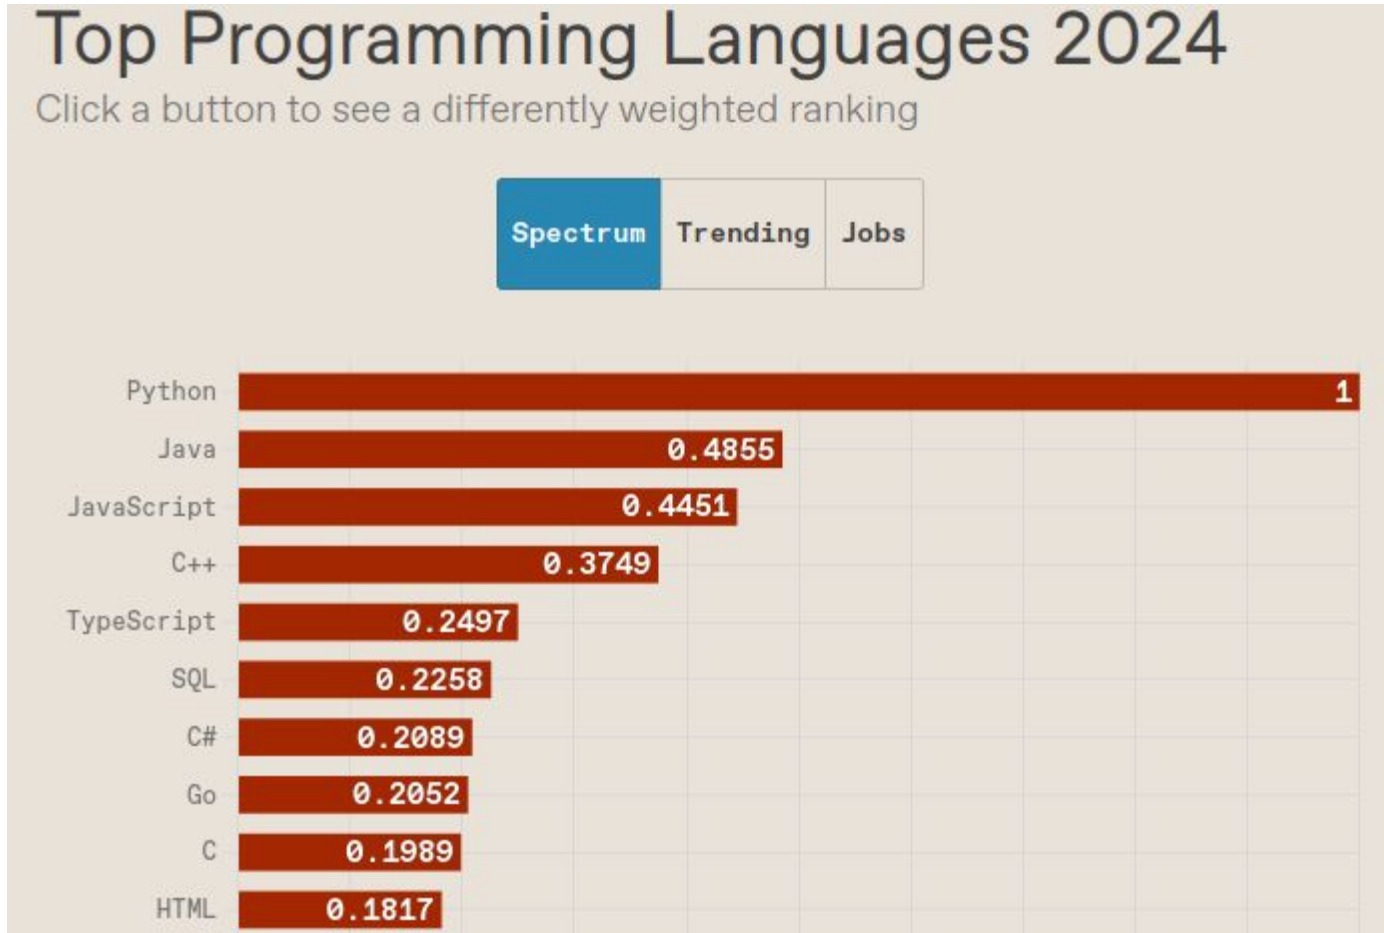 Top Programming Languages 2024
Click a button to see a differently weighted ranking
Spectrum Trending Jobs
Python 1
Java 0.4855
JavaScript 0.4451
C++ 0.3749
TypeScript 0.2497
SQL 0.2258
C# 0.2089
Go 0.2052
C 0.1989
HTML 0.1817